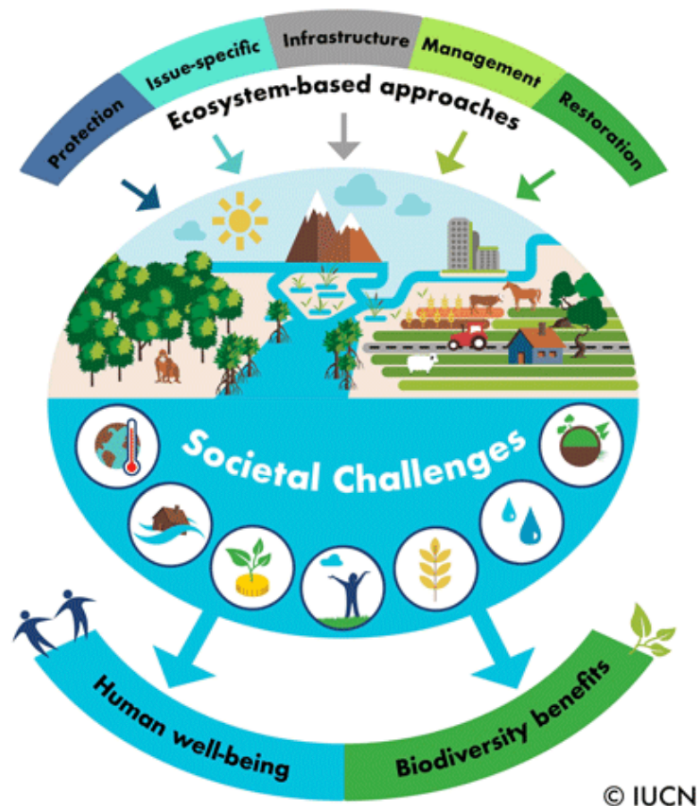 Protection
Issue-specific
Infrastructure
Management
Restoration
Ecosystem-based approaches
Societal Challenges
Human well-being
Biodiversity benefits
© IUCN